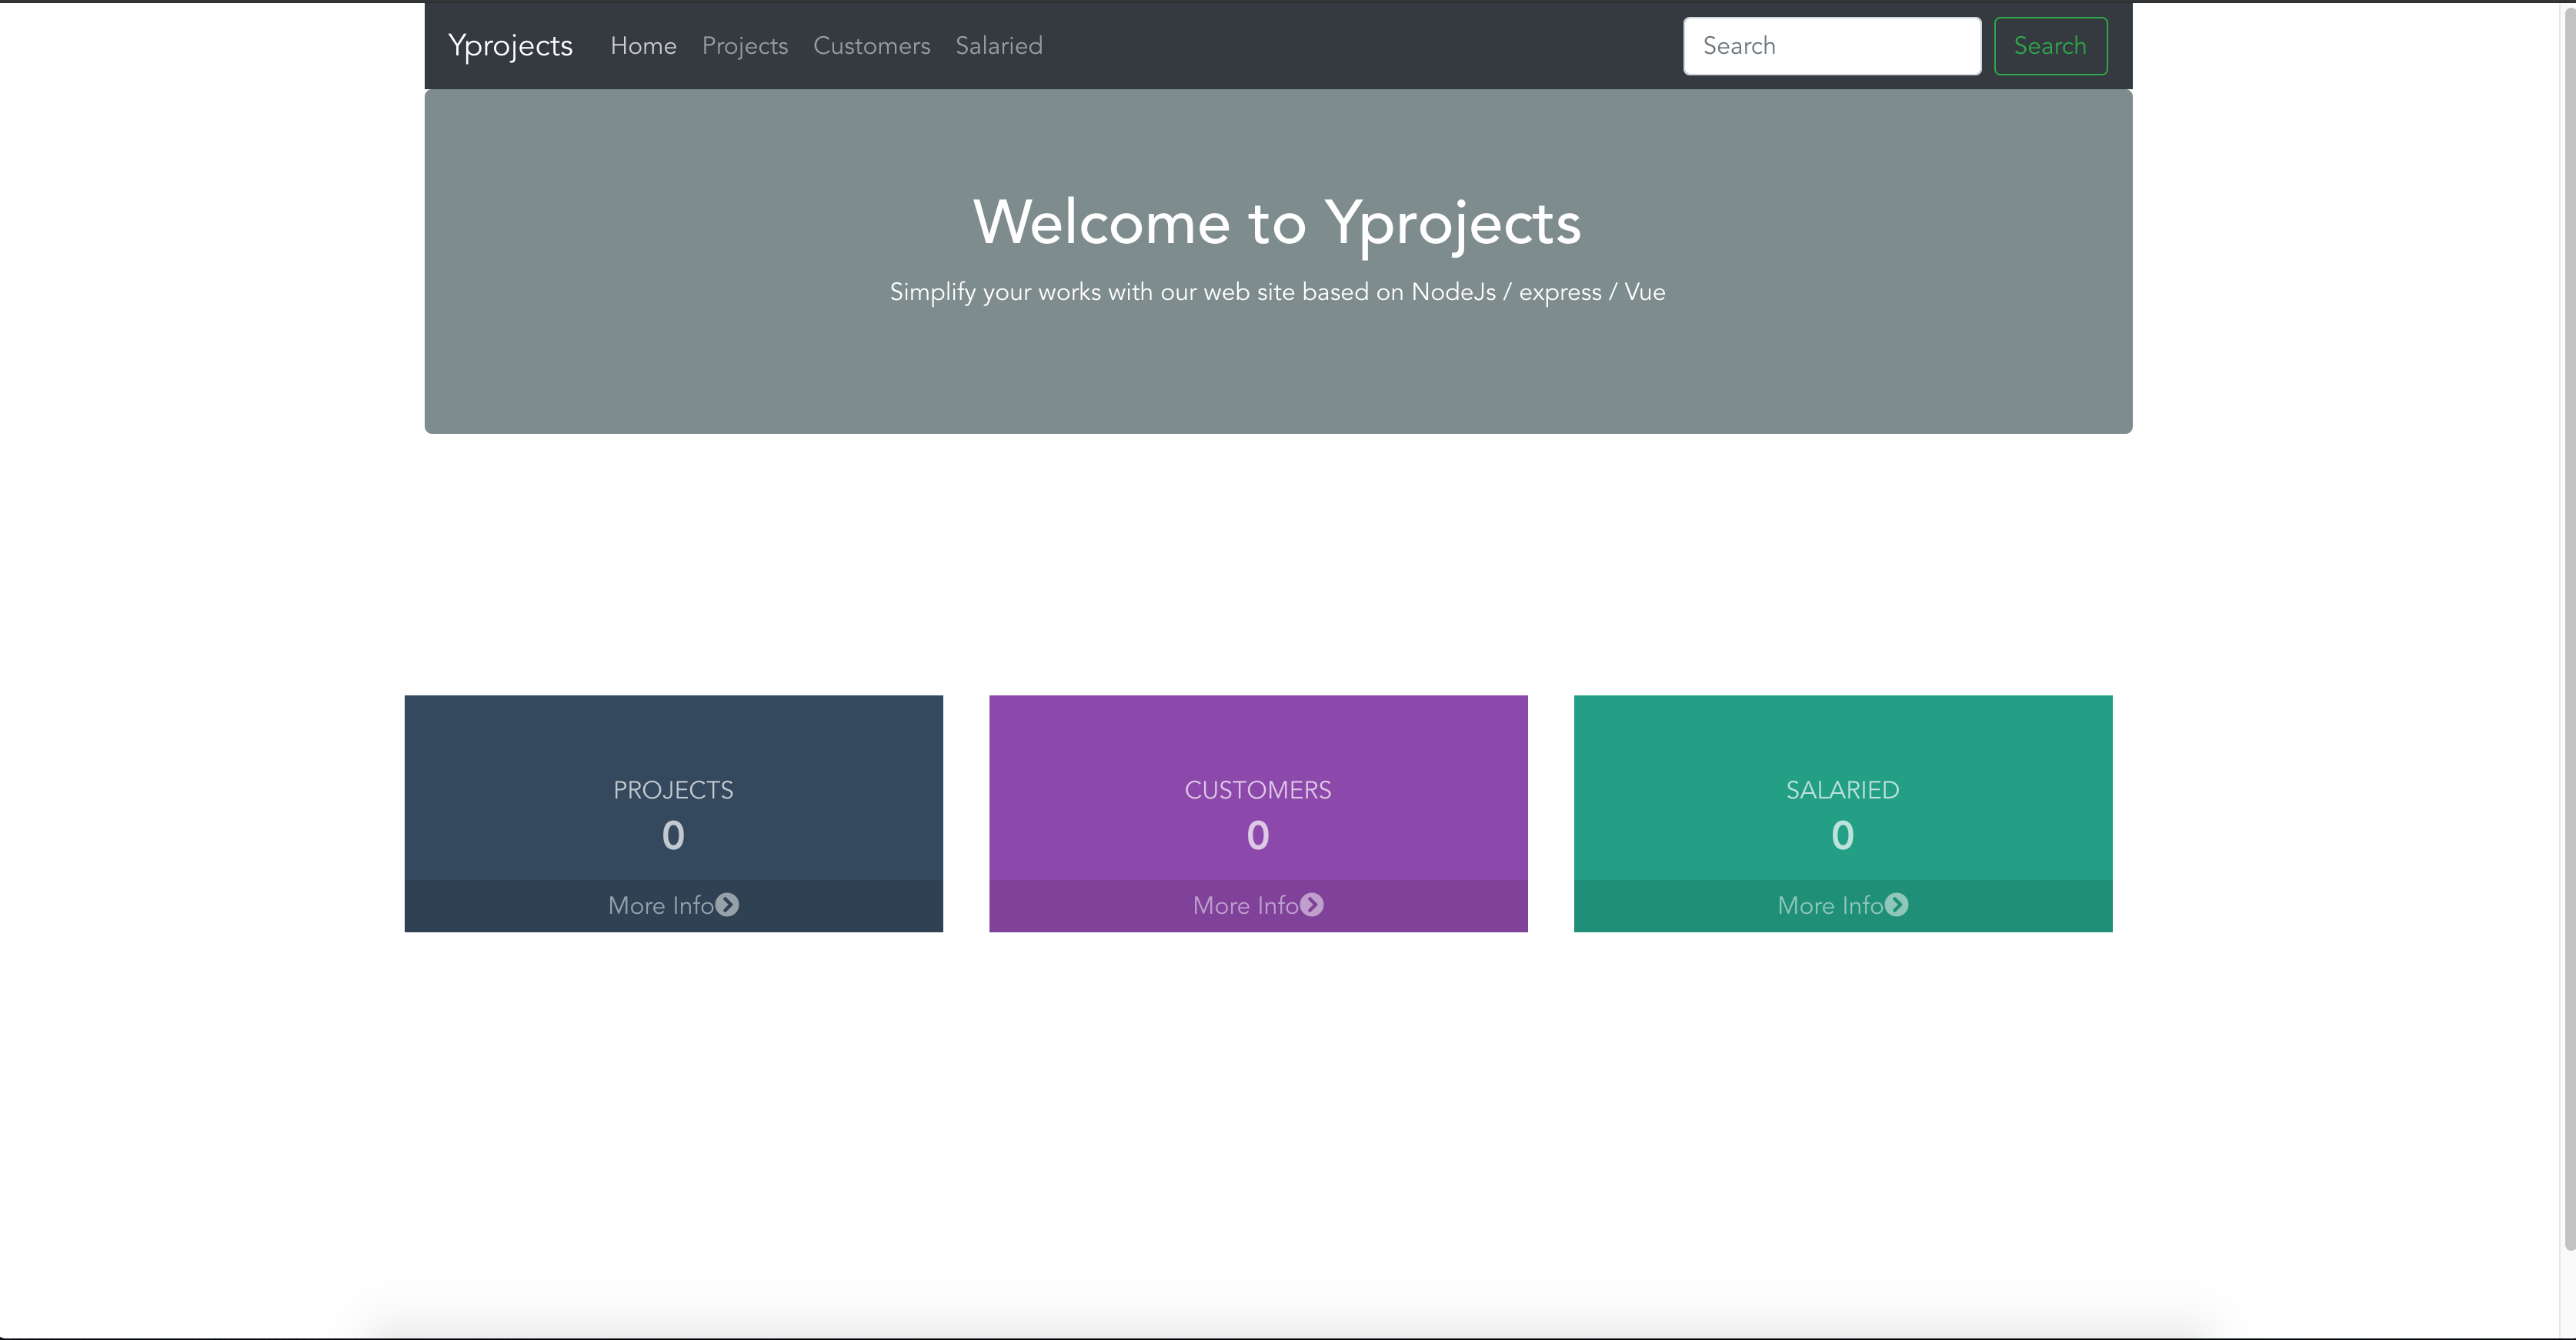 Yprojects Home Projects Customers Salaried Search Search
Welcome to Yprojects
Simplify your works with our web site based on NodeJs / express / Vue
PROJECTS
0
More Info
CUSTOMERS
0
More Info
SALARIED
0
More Info